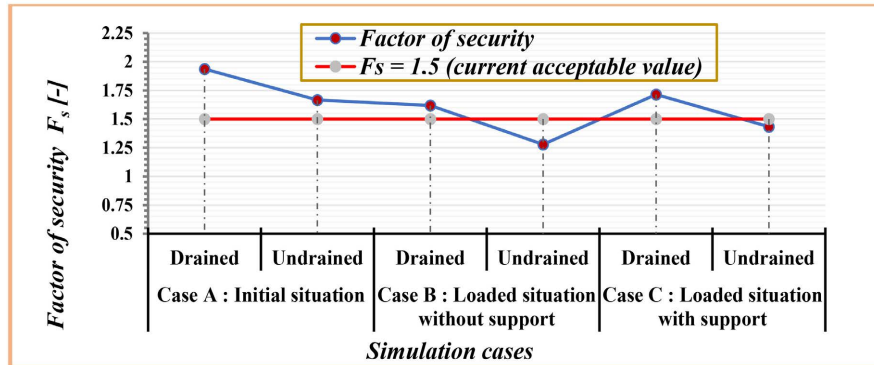 2.25
2
1.75
1.5
1.25
1
0.75
0.5
Factor of security F_s [-]
Factor of security
Fs = 1.5 (current acceptable value)
Drained
Undrained
Drained
Undrained
Drained
Undrained
Case A : Initial situation
Case B : Loaded situation
without support
Case C : Loaded situation
with support
Simulation cases